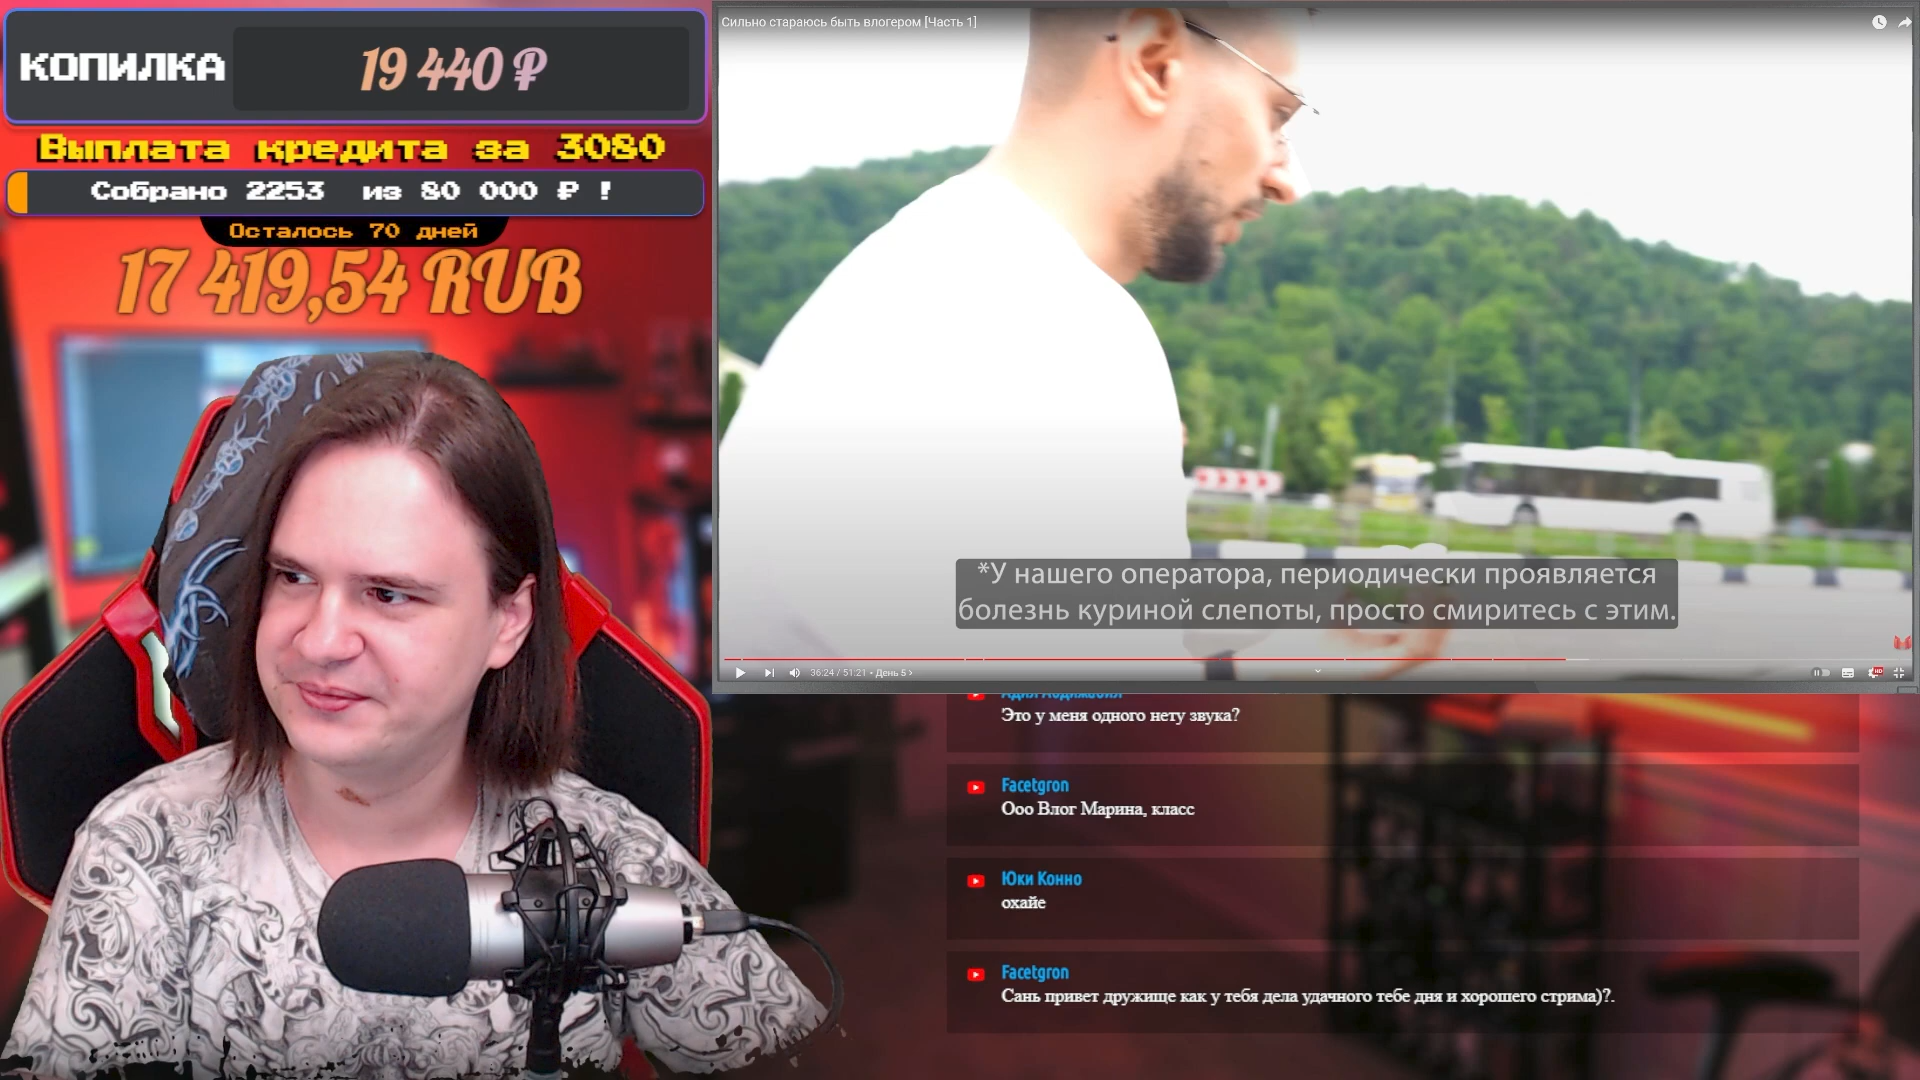 КОПИЛКА
19 440 ₽
Выплата кредита за 3080
Собрано 2253 из 80 000 ₽ !
Осталось 70 дней
17 419,54 RUB
Сильно стараюсь быть влогером [Часть 1]
*У нашего оператора, периодически проявляется
болезнь куриной слепоты, просто смиритесь с этим.
36:24 / 51:21 • День 5 ›
HD
Это у меня одного нету звука?
Facetgron
Ооо Влог Марина, класс
Юки Конно
охайе
Facetgron
Сань привет дружище как у тебя дела удачного тебе дня и хорошего стрима)?.